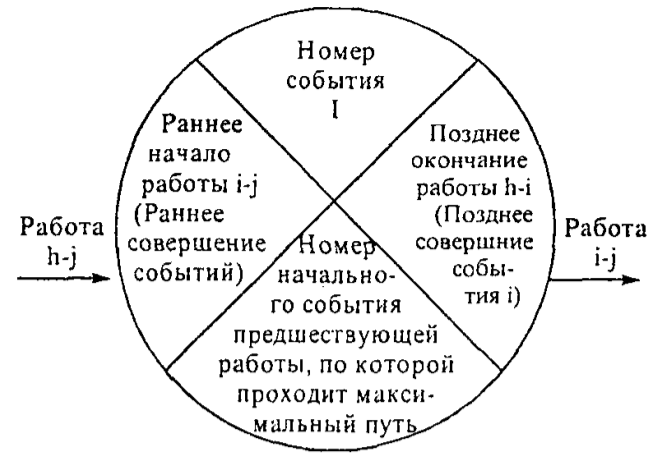 Номер
события
I
Раннее
начало
работы i-j
(Раннее
совершение
событий)
Позднее
окончание
работы h-i
(Позднее
совершние
собы-
тия i)
Работа
h-j
Работа
i-j
Номер
начально-
го события
предшествующей
работы, по которой
проходит макси-
мальный путь